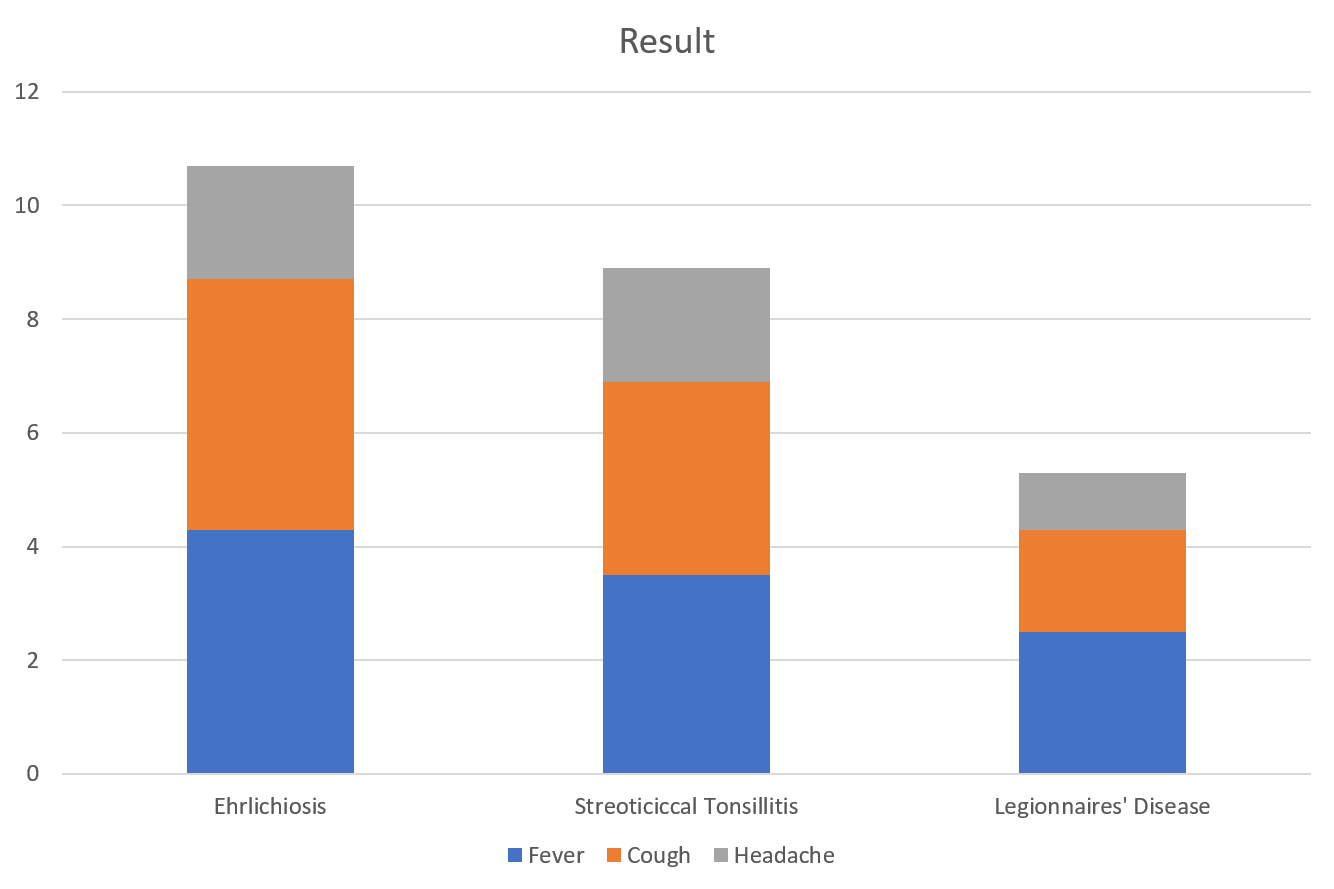 Result
12
10
8
6
4
2
0
Ehrlichiosis Streoticiccal Tonsillitis Legionnaires' Disease
Fever Cough Headache